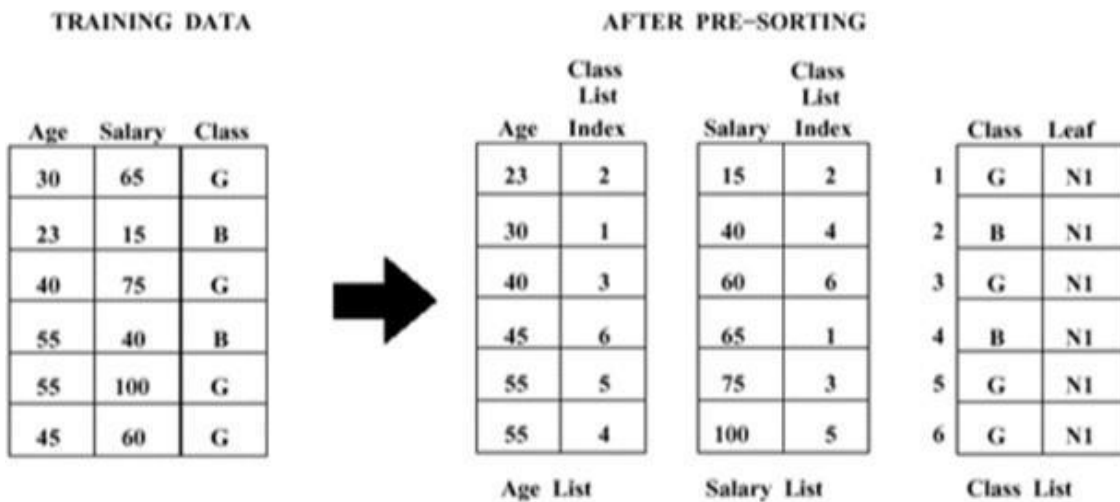 TRAINING DATA
AFTER PRE-SORTING
Age Salary Class
30 65 G
23 15 B
40 75 G
55 40 B
55 100 G
45 60 G
Age Class List Index
23 2
30 1
40 3
45 6
55 5
55 4
Age List
Salary Class List Index
15 2
40 4
60 6
65 1
75 3
100 5
Salary List
Class Leaf
1 G N1
2 B N1
3 G N1
4 B N1
5 G N1
6 G N1
Class List